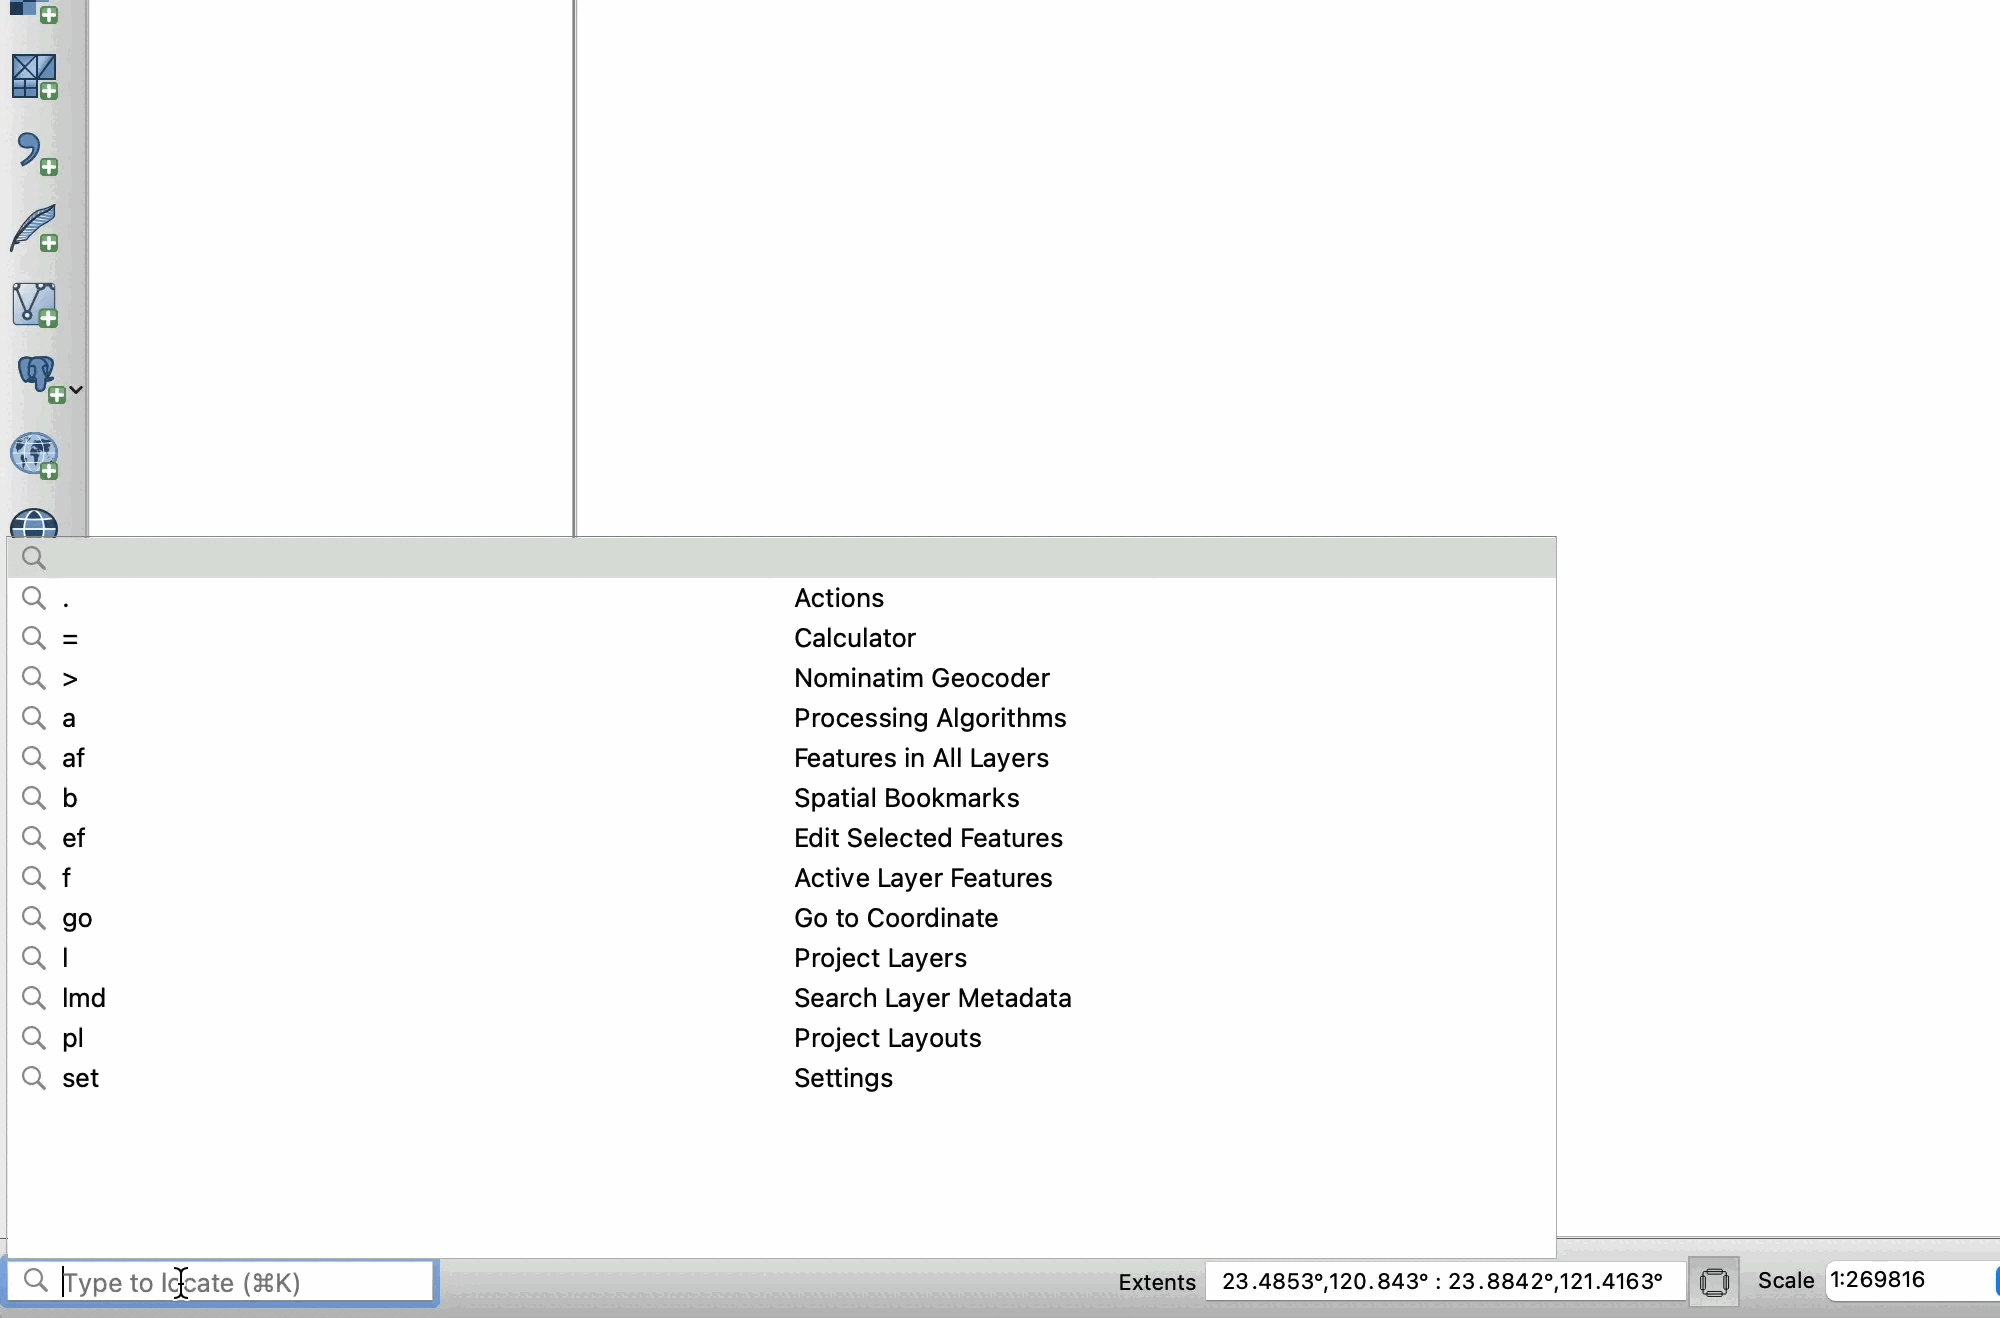 . Actions
= Calculator
> Nominatim Geocoder
a Processing Algorithms
af Features in All Layers
b Spatial Bookmarks
ef Edit Selected Features
f Active Layer Features
go Go to Coordinate
l Project Layers
lmd Search Layer Metadata
pl Project Layouts
set Settings
Type to locate (⌘K) Extents 23.4853°,120.843° : 23.8842°,121.4163° Scale 1:269816